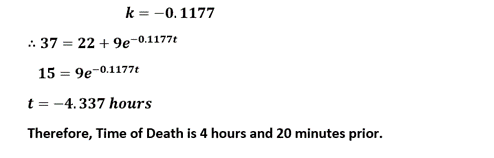 k = −0.1177
∴ 37 = 22 + 9e^−0.1177t
15 = 9e^−0.1177t
t = −4.337 hours
Therefore, Time of Death is 4 hours and 20 minutes prior.